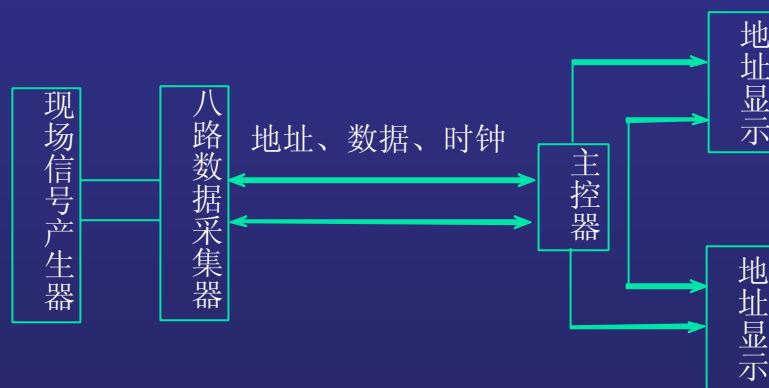 现场信号产生器
八路数据采集器
地址、数据、时钟
主控器
地址显示
地址显示